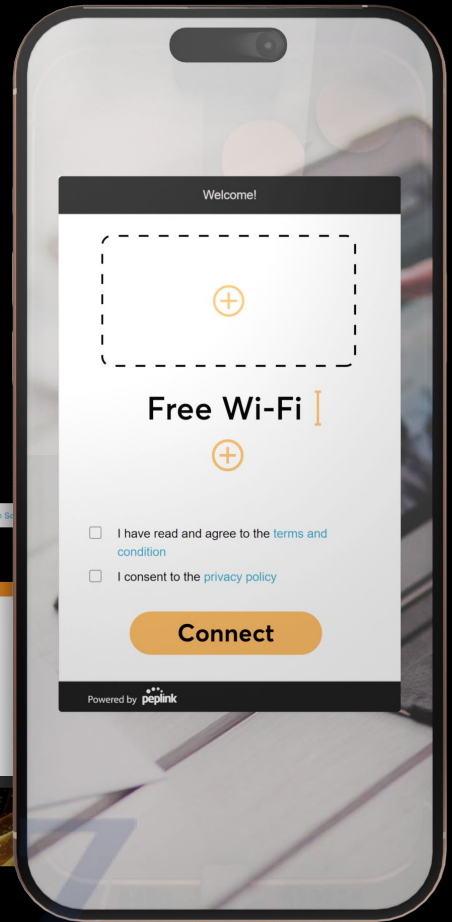 Welcome!
Free Wi-Fi
I have read and agree to the terms and
condition
I consent to the privacy policy
Connect
Powered by peplink